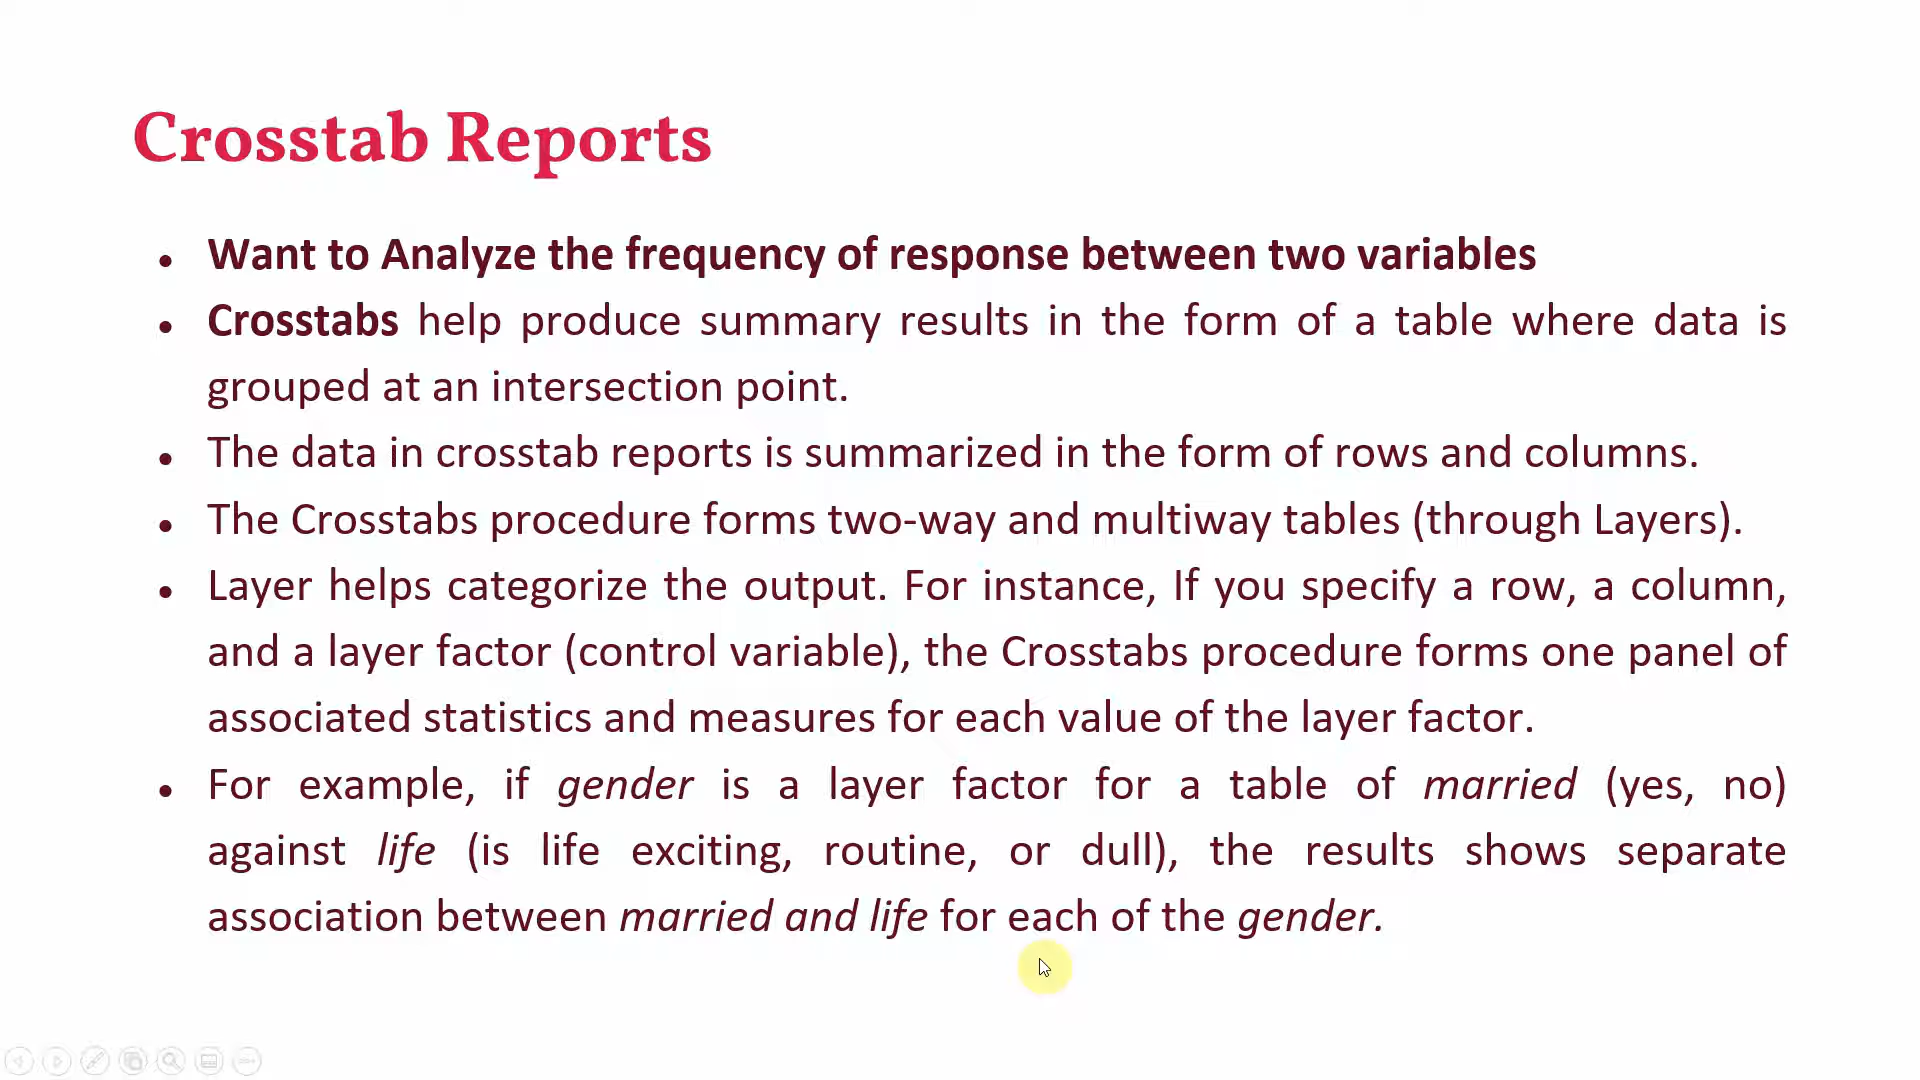 Crosstab Reports
• Want to Analyze the frequency of response between two variables
• Crosstabs help produce summary results in the form of a table where data is
grouped at an intersection point.
• The data in crosstab reports is summarized in the form of rows and columns.
• The Crosstabs procedure forms two-way and multiway tables (through Layers).
• Layer helps categorize the output. For instance, If you specify a row, a column,
and a layer factor (control variable), the Crosstabs procedure forms one panel of
associated statistics and measures for each value of the layer factor.
• For example, if gender is a layer factor for a table of married (yes, no)
against life (is life exciting, routine, or dull), the results shows separate
association between married and life for each of the gender.